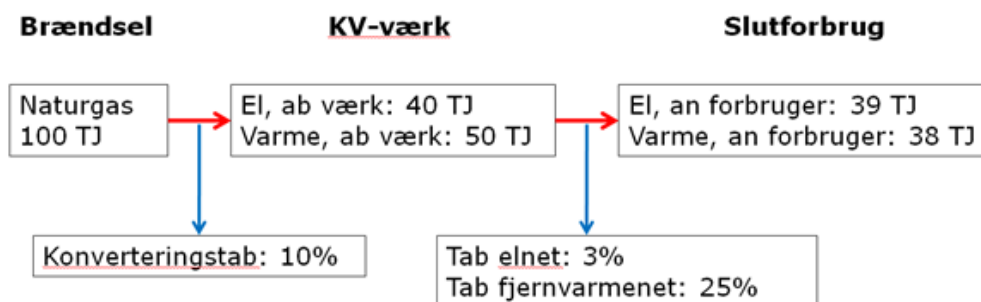 Brændsel
KV-værk
Slutforbrug
Naturgas
100 TJ
El, ab værk: 40 TJ
Varme, ab værk: 50 TJ
El, an forbruger: 39 TJ
Varme, an forbruger: 38 TJ
Konverteringstab: 10%
Tab elnet: 3%
Tab fjernvarmenet: 25%